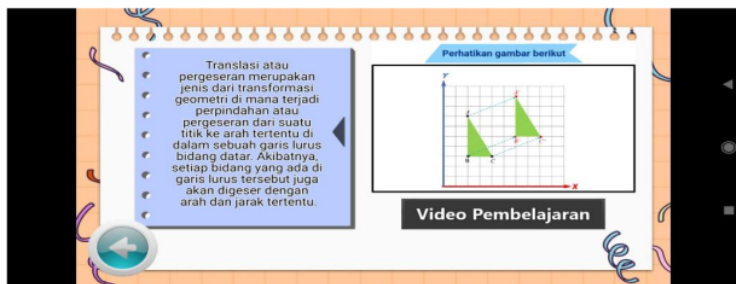 Translasi atau
pergeseran merupakan
jenis dari transformasi
geometri di mana terjadi
perpindahan atau
pergeseran dari suatu
titik ke arah tertentu di
dalam sebuah garis lurus
bidang datar. Akibatnya,
setiap bidang yang ada di
garis lurus tersebut juga
akan digeser dengan
arah dan jarak tertentu.
Perhatikan gambar berikut
Y
X
Video Pembelajaran